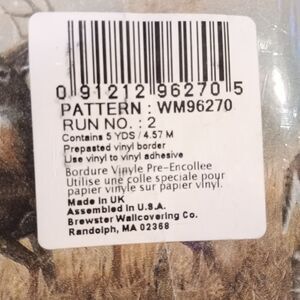 0 91212 96270 5
PATTERN : WM96270
RUN NO. : 2
Contains 5 YDS / 4.57 M
Prepasted vinyl border
Use vinyl to vinyl adhesive
Bordure Vinyle Pre-Encollee
Utilise une colle speciale pour
papier vinyle sur papier vinyl.
Made in UK
Assembled in U.S.A.
Brewster Wallcovering Co.
Randolph, MA 02368